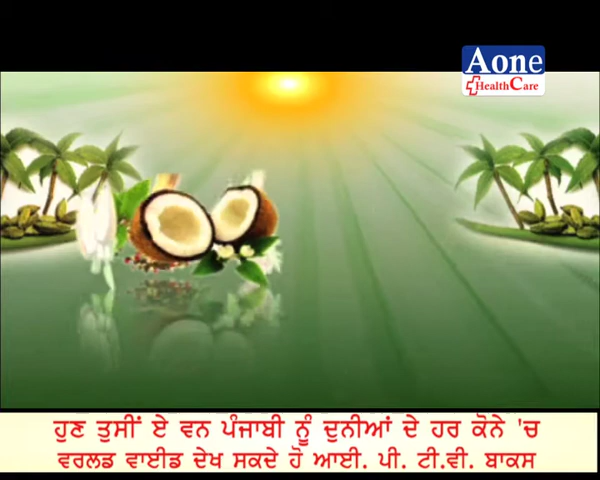 Aone
HealthCare
ਹੁਣ ਤੁਸੀਂ ਏ ਵਨ ਪੰਜਾਬੀ ਨੂੰ ਦੁਨੀਆਂ ਦੇ ਹਰ ਕੋਨੇ 'ਚ
ਵਰਲਡ ਵਾਈਡ ਦੇਖ ਸਕਦੇ ਹੋ ਆਈ. ਪੀ. ਟੀ.ਵੀ. ਬਾਕਸ